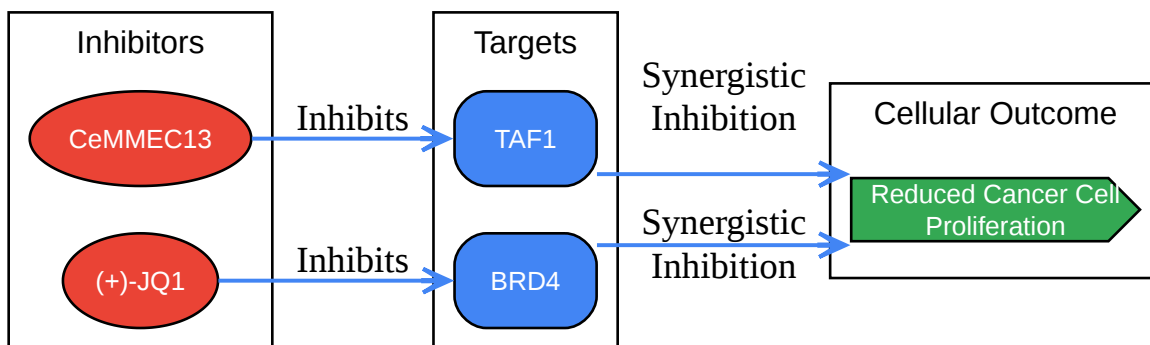 Inhibitors
Targets
Synergistic
Inhibition
Cellular Outcome
CeMMEC13
Inhibits
TAF1
Reduced Cancer Cell
Proliferation
(+)-JQ1
Inhibits
BRD4
Synergistic
Inhibition